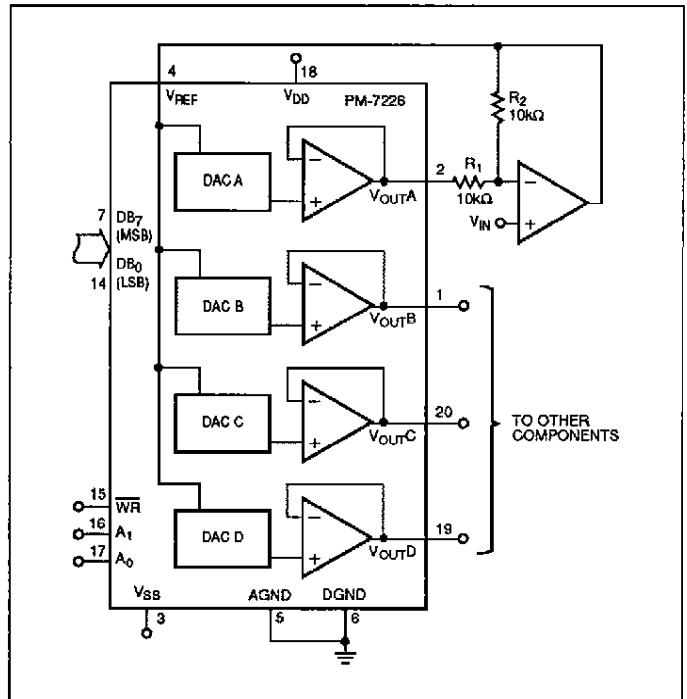 4
VREF
18
VDD
PM-7226
R2
10kΩ
DAC A
−
+
VOUTA
2
R1
10kΩ
−
+
VIN
7
DB7
(MSB)
DB0
(LSB)
14
DAC B
−
+
VOUTB
1
DAC C
−
+
VOUTC
20
TO OTHER
COMPONENTS
DAC D
−
+
VOUTD
19
15
WR
16
A1
17
A0
VSS
3
AGND
5
DGND
6